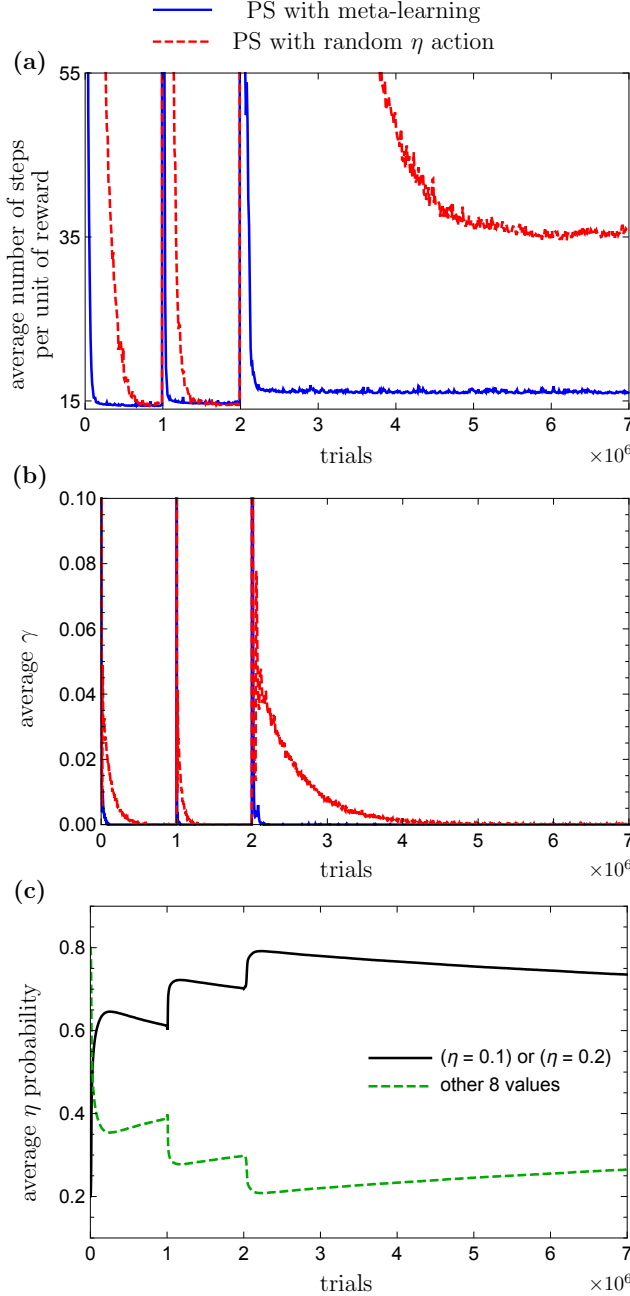 PS with meta-learning
PS with random η action
(a)
55
35
15
average number of steps
per unit of reward
0 1 2 3 4 5 6 7
trials
×10⁶
(b)
0.10
0.08
0.06
0.04
0.02
0.00
average γ
0 1 2 3 4 5 6 7
trials
×10⁶
(c)
0.8
0.6
0.4
0.2
average η probability
(η = 0.1) or (η = 0.2)
other 8 values
0 1 2 3 4 5 6 7
trials
×10⁶